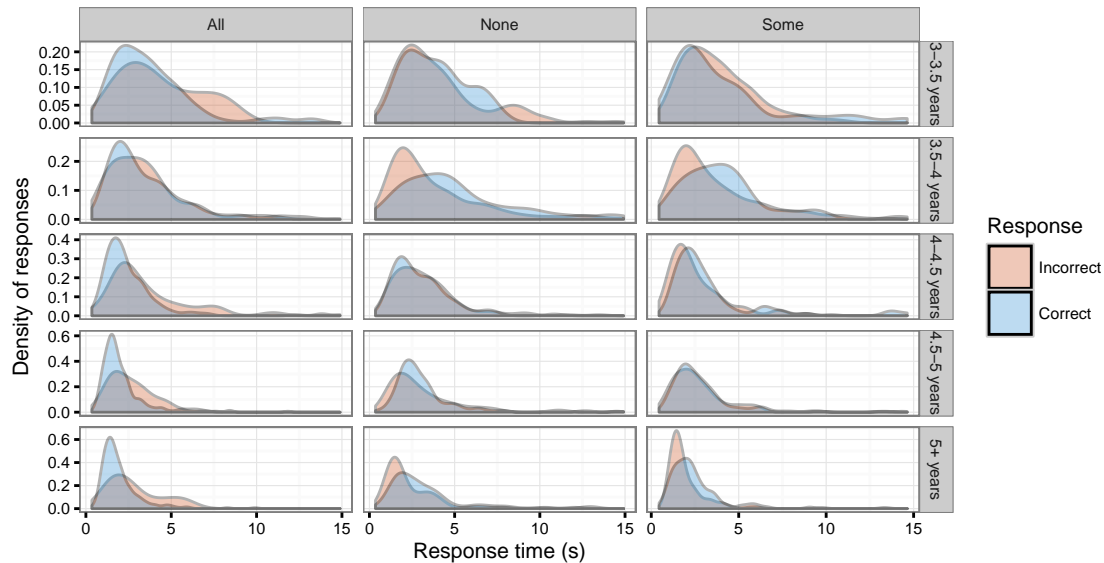 All None Some
0.20
0.15
0.10
0.05
0.00
3–3.5 years
0.2
0.1
0.0
3.5–4 years
0.4
0.3
0.2
0.1
0.0
4–4.5 years
0.6
0.4
0.2
0.0
4.5–5 years
0.6
0.4
0.2
0.0
5+ years
0 5 10 15 0 5 10 15 0 5 10 15
Response time (s)
Density of responses
Response
Incorrect
Correct